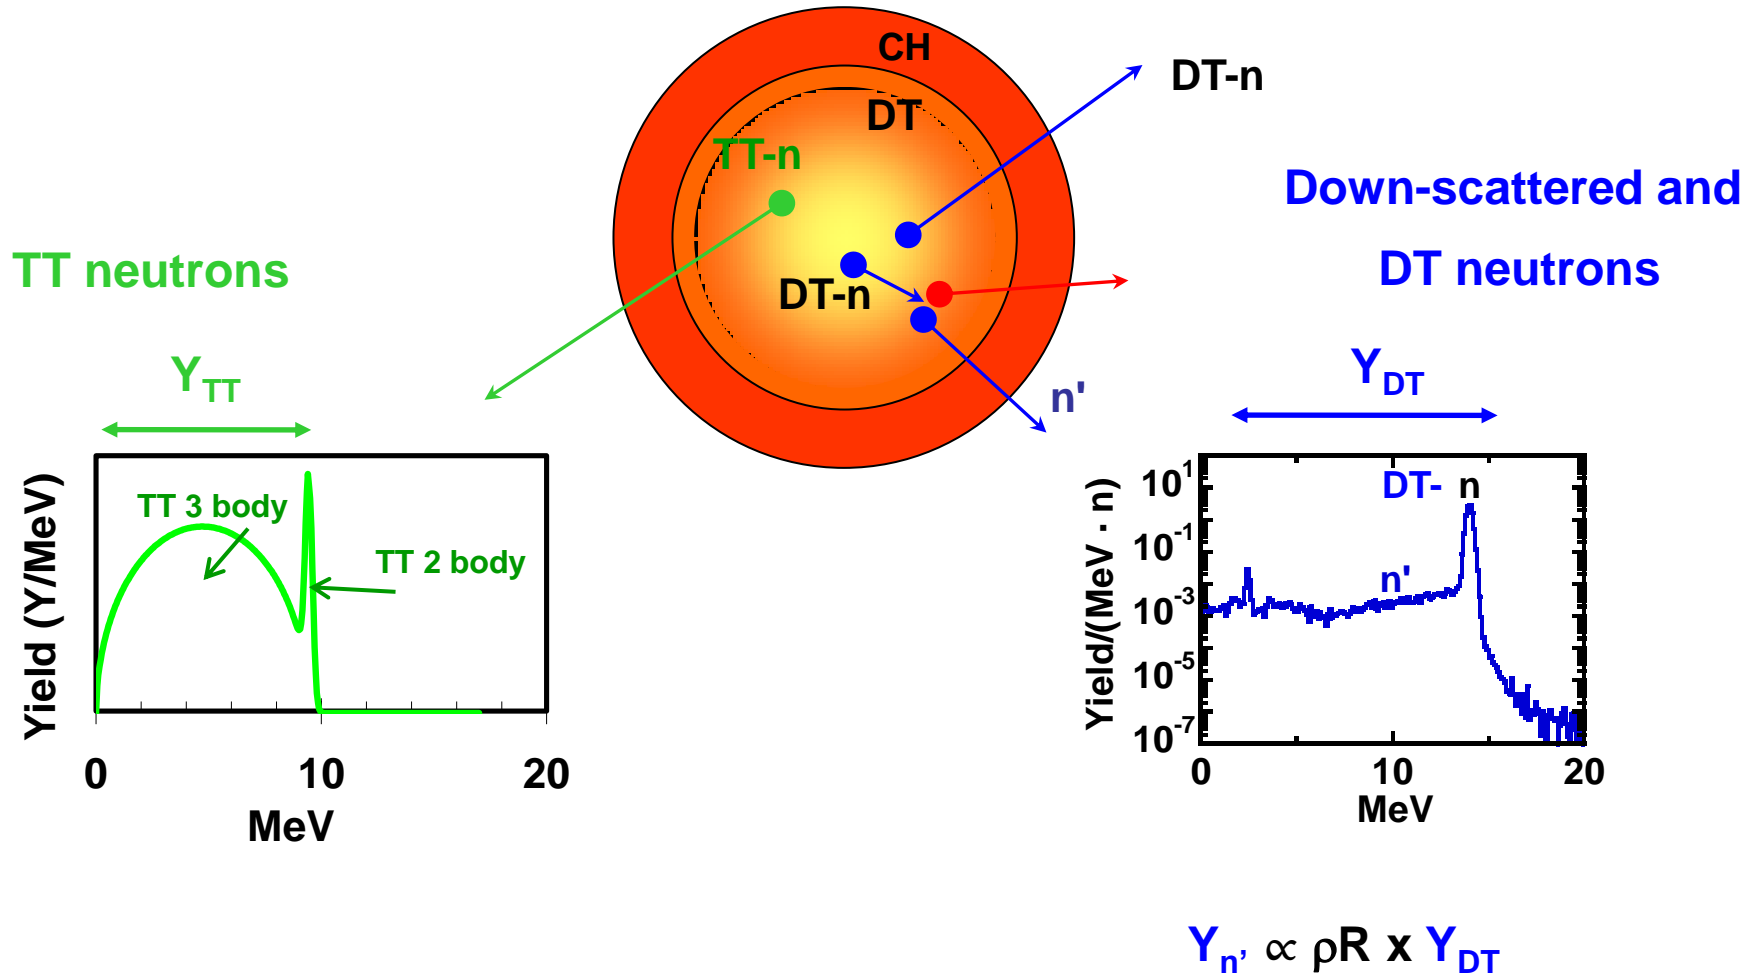 CH
DT-n
DT
TT-n
Down-scattered and
DT neutrons
TT neutrons
DT-n
n'
Y_TT
Y_DT
Yield (Y/MeV)
TT 3 body
TT 2 body
0 10 20
MeV
Yield/(MeV · n)
10^1
10^-1
10^-3
10^-5
10^-7
DT- n
n'
0 10 20
MeV
Y_n' ∝ ρR x Y_DT